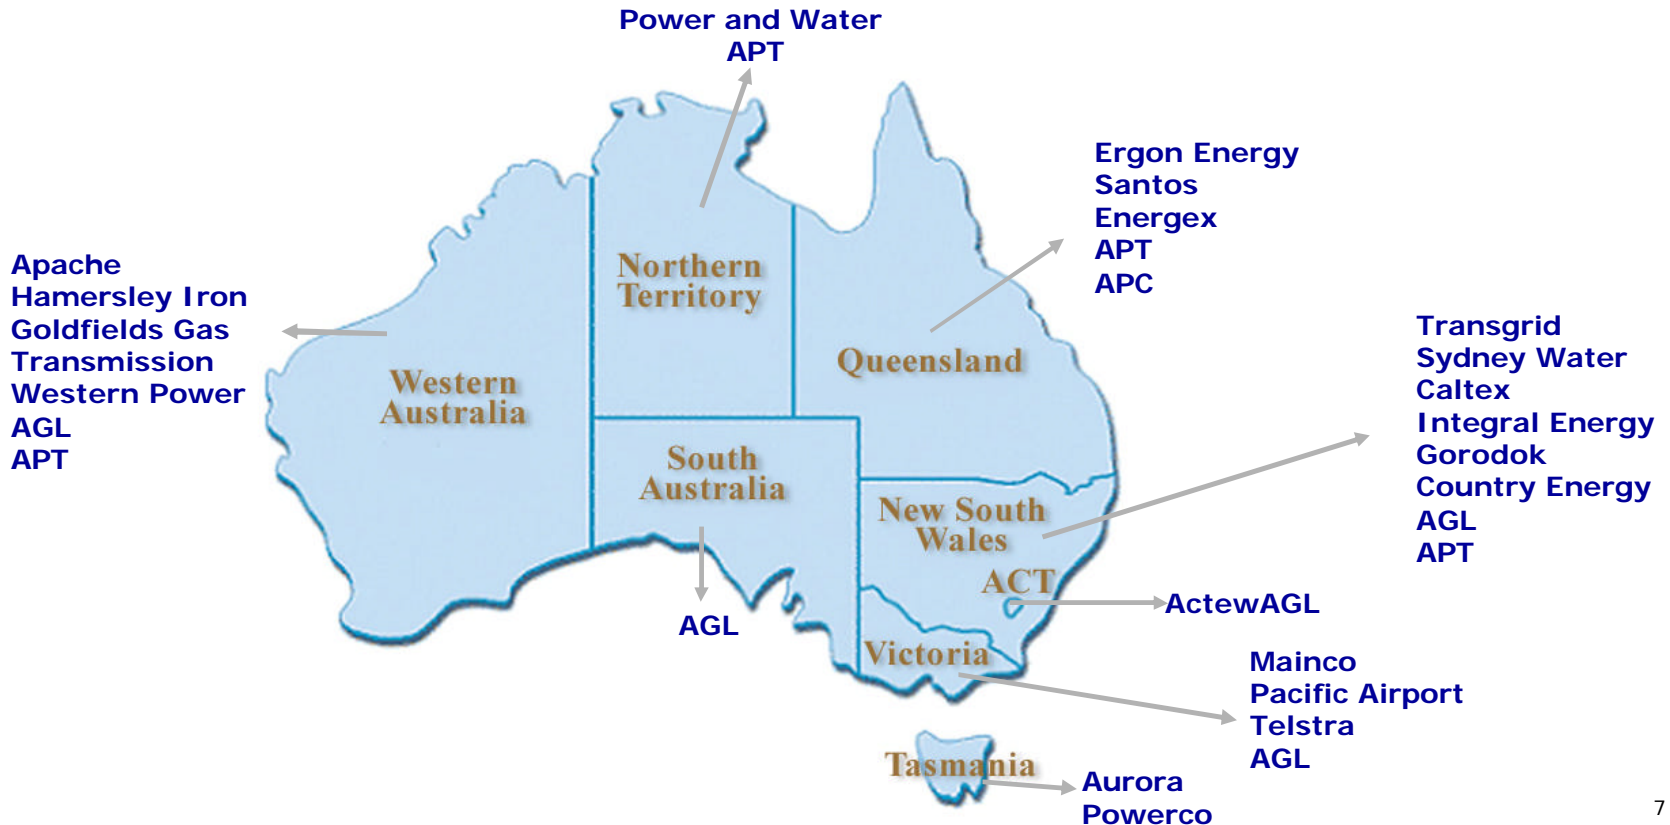 Power and Water
APT
Ergon Energy
Santos
Energex
APT
APC
Apache
Hamersley Iron
Goldfields Gas
Transmission
Western Power
AGL
APT
Northern
Territory
Transgrid
Sydney Water
Caltex
Integral Energy
Gorodok
Country Energy
AGL
APT
Queensland
Western
Australia
South
Australia
New South
Wales
ACT
ActewAGL
AGL
Victoria
Mainco
Pacific Airport
Telstra
AGL
Tasmania
Aurora
Powerco
7